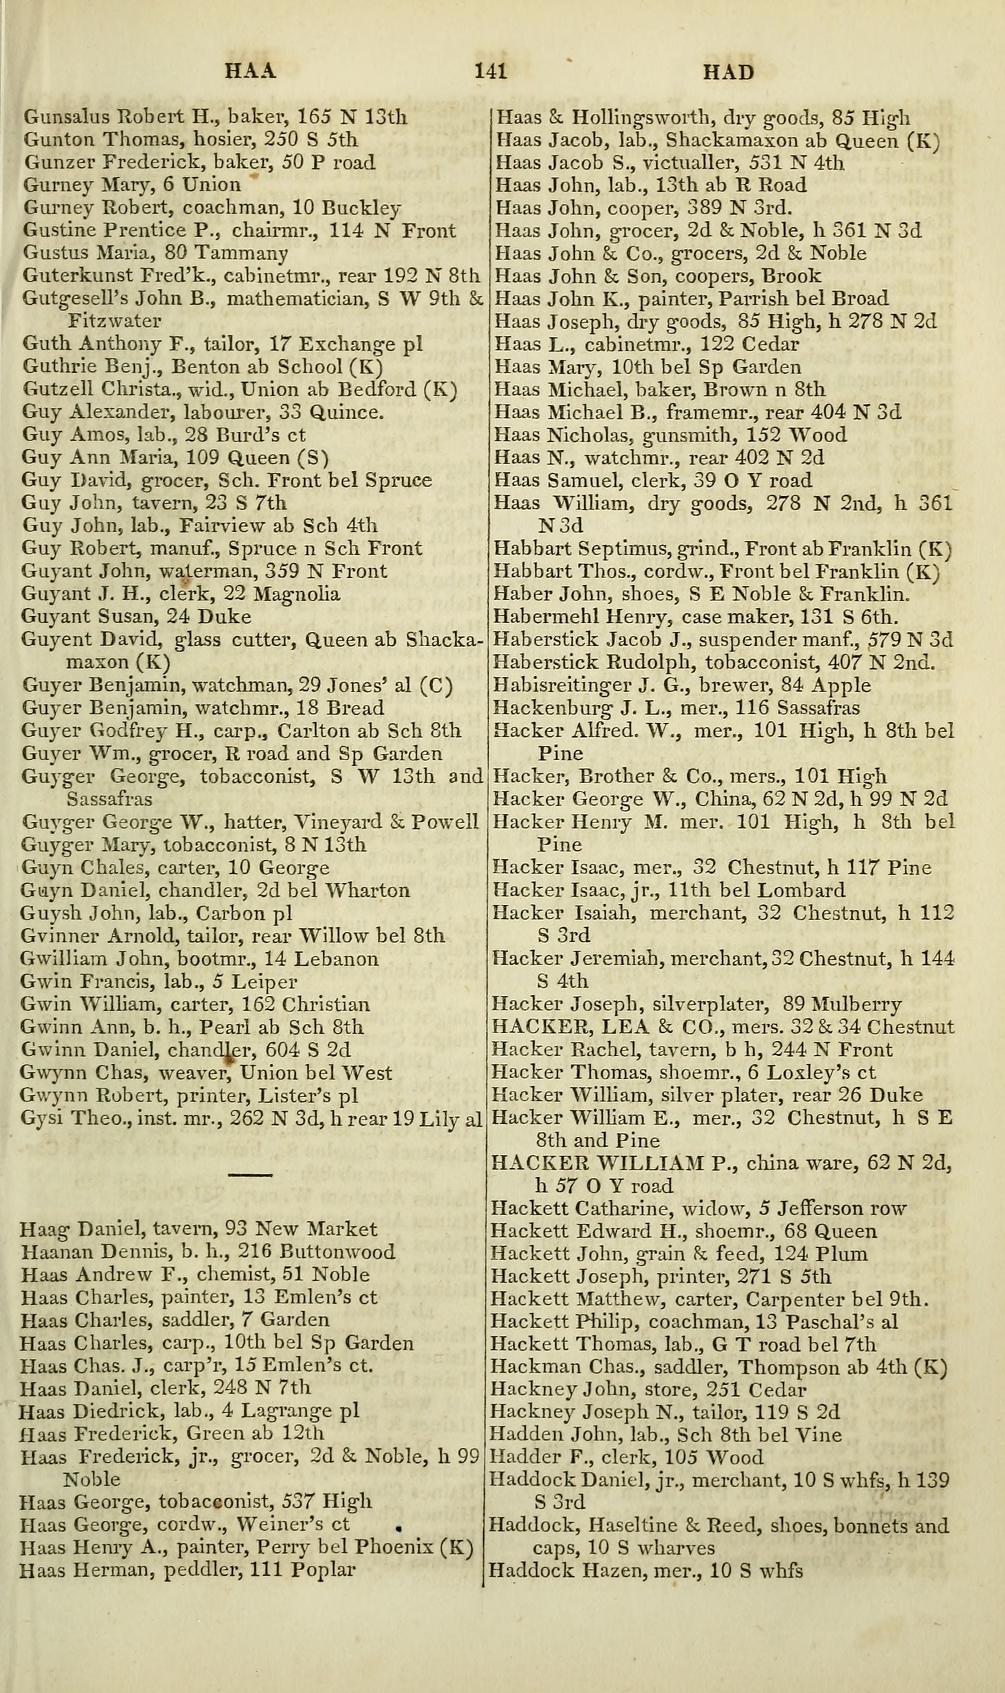 HAA 141 HAD
Gunsalus Robert H., baker, 165 N 13th
Gunton Thomas, hosier, 250 S 5th
Gunzer Frederick, baker, 50 P road
Gurney Mary, 6 Union
Gurney Robert, coachman, 10 Buckley
Gustine Prentice P., chairmr., 114 N Front
Gustus Maria, 80 Tammany
Guterkunst Fred'k., cabinetmr., rear 192 N 8th
Gutgesell's John B., mathematician, S W 9th &
Fitzwater
Guth Anthony F., tailor, 17 Exchange pl
Guthrie Benj., Benton ab School (K)
Gutzell Christa., wid., Union ab Bedford (K)
Guy Alexander, labourer, 33 Quince.
Guy Amos, lab., 28 Burd's ct
Guy Ann Maria, 109 Queen (S)
Guy David, grocer, Sch. Front bel Spruce
Guy John, tavern, 23 S 7th
Guy John, lab., Fairview ab Sch 4th
Guy Robert, manuf., Spruce n Sch Front
Guyant John, waterman, 359 N Front
Guyant J. H., clerk, 22 Magnolia
Guyant Susan, 24 Duke
Guyent David, glass cutter, Queen ab Shacka-
maxon (K)
Guyer Benjamin, watchman, 29 Jones' al (C)
Guyer Benjamin, watchmr., 18 Bread
Guyer Godfrey H., carp., Carlton ab Sch 8th
Guyer Wm., grocer, R road and Sp Garden
Guyger George, tobacconist, S W 13th and
Sassafras
Guyger George W., hatter, Vineyard & Powell
Guyger Mary, tobacconist, 8 N 13th
Guyn Chales, carter, 10 George
Guyn Daniel, chandler, 2d bel Wharton
Guysh John, lab., Carbon pl
Gvinner Arnold, tailor, rear Willow bel 8th
Gwilliam John, bootmr., 14 Lebanon
Gwin Francis, lab., 5 Leiper
Gwin William, carter, 162 Christian
Gwinn Ann, b. h., Pearl ab Sch 8th
Gwinn Daniel, chandler, 604 S 2d
Gwynn Chas, weaver, Union bel West
Gwynn Robert, printer, Lister's pl
Gysi Theo., inst. mr., 262 N 3d, h rear 19 Lily al
Haag Daniel, tavern, 93 New Market
Haanan Dennis, b. h., 216 Buttonwood
Haas Andrew F., chemist, 51 Noble
Haas Charles, painter, 13 Emlen's ct
Haas Charles, saddler, 7 Garden
Haas Charles, carp., 10th bel Sp Garden
Haas Chas. J., carp'r, 15 Emlen's ct.
Haas Daniel, clerk, 248 N 7th
Haas Diedrick, lab., 4 Lagrange pl
Haas Frederick, Green ab 12th
Haas Frederick, jr., grocer, 2d & Noble, h 99
Noble
Haas George, tobacconist, 537 High
Haas George, cordw., Weiner's ct
Haas Henry A., painter, Perry bel Phoenix (K)
Haas Herman, peddler, 111 Poplar
Haas & Hollingsworth, dry goods, 85 High
Haas Jacob, lab., Shackamaxon ab Queen (K)
Haas Jacob S., victualler, 531 N 4th
Haas John, lab., 13th ab R Road
Haas John, cooper, 389 N 3rd.
Haas John, grocer, 2d & Noble, h 361 N 3d
Haas John & Co., grocers, 2d & Noble
Haas John & Son, coopers, Brook
Haas John K., painter, Parrish bel Broad
Haas Joseph, dry goods, 85 High, h 278 N 2d
Haas L., cabinetmr., 122 Cedar
Haas Mary, 10th bel Sp Garden
Haas Michael, baker, Brown n 8th
Haas Michael B., framemr., rear 404 N 3d
Haas Nicholas, gunsmith, 152 Wood
Haas N., watchmr., rear 402 N 2d
Haas Samuel, clerk, 39 O Y road
Haas William, dry goods, 278 N 2nd, h 361
N 3d
Habbart Septimus, grind., Front ab Franklin (K)
Habbart Thos., cordw., Front bel Franklin (K)
Haber John, shoes, S E Noble & Franklin.
Habermehl Henry, case maker, 131 S 6th.
Haberstick Jacob J., suspender manf., 579 N 3d
Haberstick Rudolph, tobacconist, 407 N 2nd.
Habisreitinger J. G., brewer, 84 Apple
Hackenburg J. L., mer., 116 Sassafras
Hacker Alfred. W., mer., 101 High, h 8th bel
Pine
Hacker, Brother & Co., mers., 101 High
Hacker George W., China, 62 N 2d, h 99 N 2d
Hacker Henry M. mer. 101 High, h 8th bel
Pine
Hacker Isaac, mer., 32 Chestnut, h 117 Pine
Hacker Isaac, jr., 11th bel Lombard
Hacker Isaiah, merchant, 32 Chestnut, h 112
S 3rd
Hacker Jeremiah, merchant, 32 Chestnut, h 144
S 4th
Hacker Joseph, silverplater, 89 Mulberry
HACKER, LEA & CO., mers. 32 & 34 Chestnut
Hacker Rachel, tavern, b h, 244 N Front
Hacker Thomas, shoemr., 6 Loxley's ct
Hacker William, silver plater, rear 26 Duke
Hacker William E., mer., 32 Chestnut, h S E
8th and Pine
HACKER WILLIAM P., china ware, 62 N 2d,
h 57 O Y road
Hackett Catharine, widow, 5 Jefferson row
Hackett Edward H., shoemr., 68 Queen
Hackett John, grain & feed, 124 Plum
Hackett Joseph, printer, 271 S 5th
Hackett Matthew, carter, Carpenter bel 9th.
Hackett Philip, coachman, 13 Paschal's al
Hackett Thomas, lab., G T road bel 7th
Hackman Chas., saddler, Thompson ab 4th (K)
Hackney John, store, 251 Cedar
Hackney Joseph N., tailor, 119 S 2d
Hadden John, lab., Sch 8th bel Vine
Hadder F., clerk, 105 Wood
Haddock Daniel, jr., merchant, 10 S whfs, h 139
S 3rd
Haddock, Haseltine & Reed, shoes, bonnets and
caps, 10 S wharves
Haddock Hazen, mer., 10 S whfs